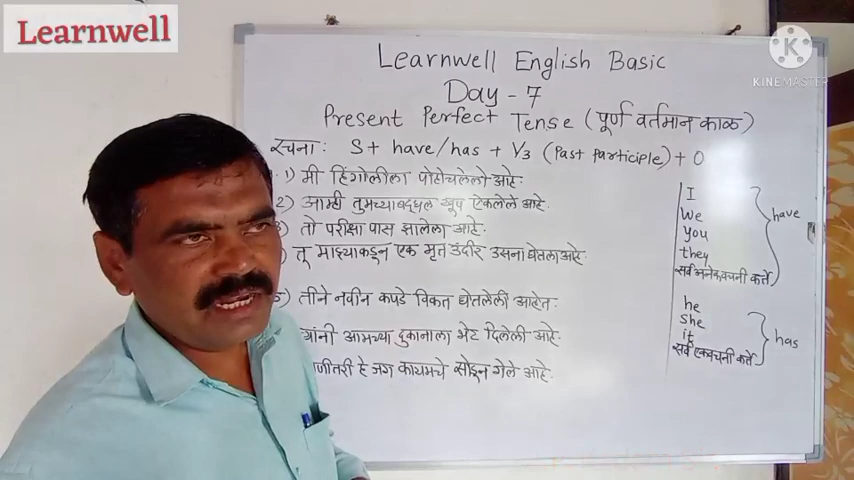 Learnwell
KINEMASTER
Learnwell English Basic
Day - 7
Present Perfect Tense (पूर्ण वर्तमान काळ)
रचना: S + have/has + V3 (Past participle) + O
1) मी हिंगोलीला पोहोचलेलो आहे.
2) आम्ही तुमच्याबद्दल खूप ऐकलेले आहे.
) तो परीक्षा पास झालेला आहे.
) तू माझ्याकडून एक मृत उंदीर उसना घेतला आहे.
5) तीने नवीन कपडे विकत घेतलेली आहेत.
यांनी आमच्या दुकानाला भेट दिलेली आहे.
हे जग कायमचे सोडून गेले आहे.
I
We
You
they
सर्व अनेकवचनी कर्ते
have
he
She
it
सर्व एकवचनी कर्ते
has